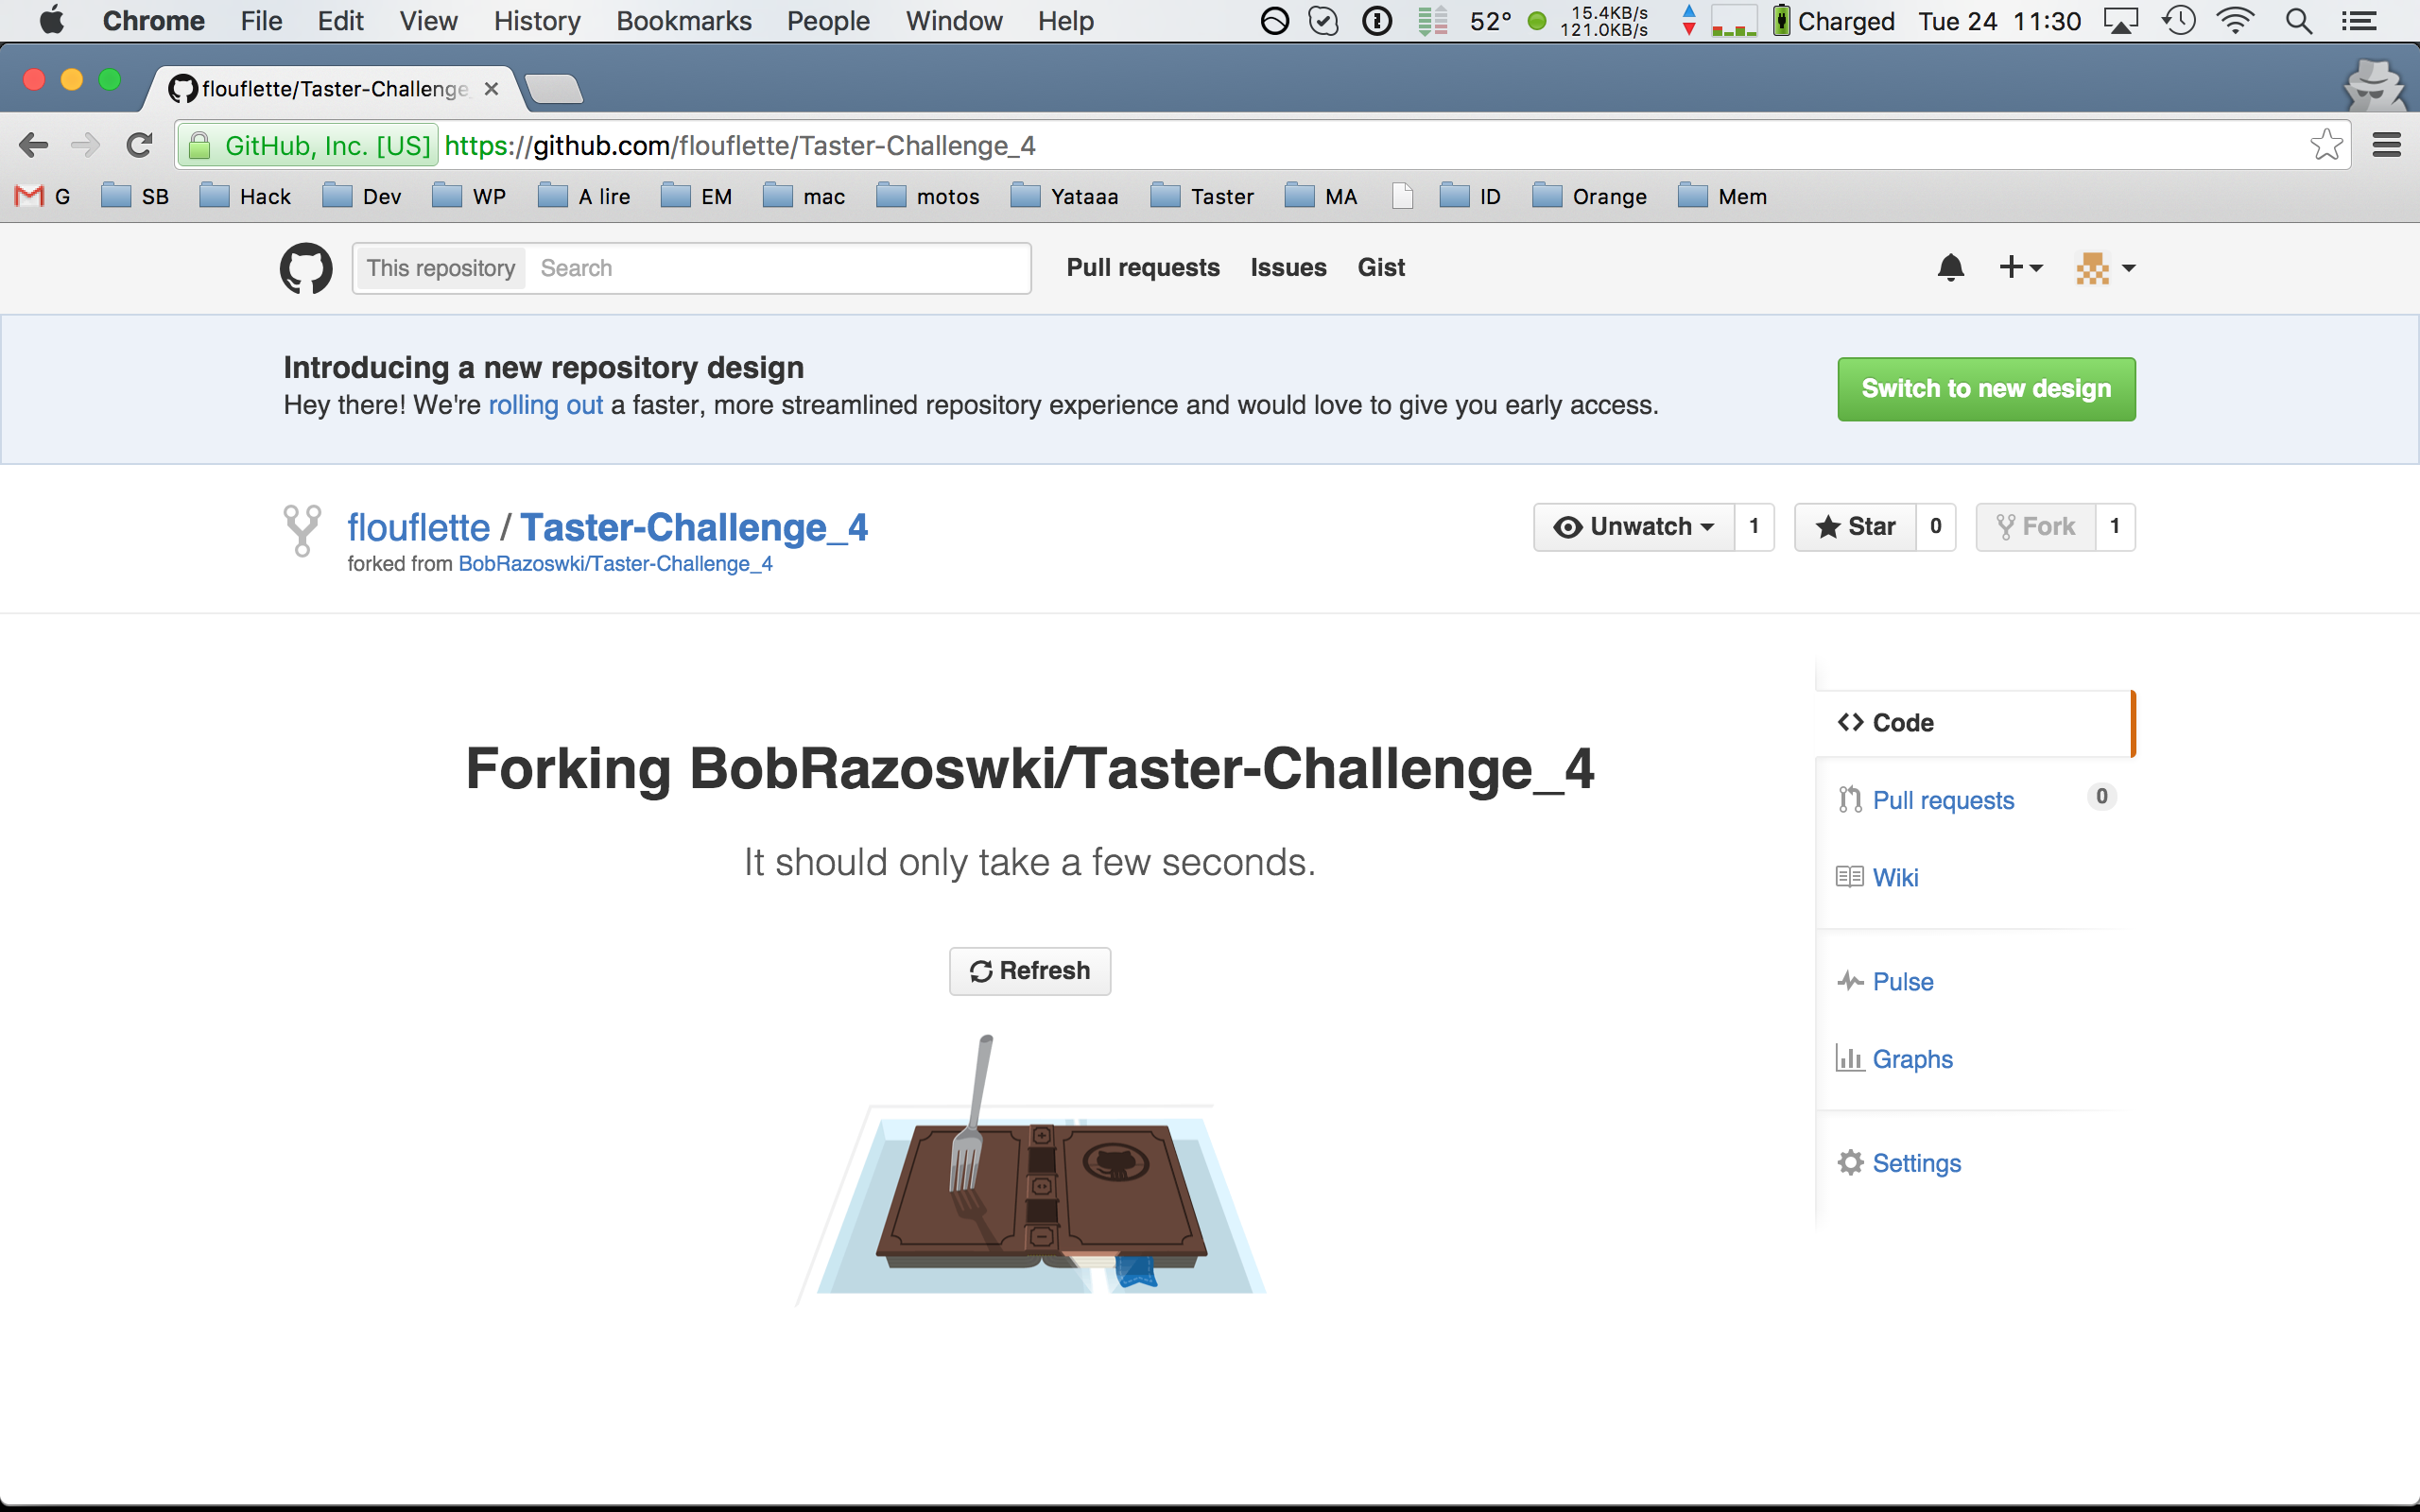 Chrome File Edit View History Bookmarks People Window Help 52° 15.4KB/s 121.0KB/s Charged Tue 24 11:30
flouflette/Taster-Challenge
GitHub, Inc. [US] https://github.com/flouflette/Taster-Challenge_4
G SB Hack Dev WP A lire EM mac motos Yataaa Taster MA ID Orange Mem
This repository Search Pull requests Issues Gist
Introducing a new repository design
Hey there! We're rolling out a faster, more streamlined repository experience and would love to give you early access.
Switch to new design
flouflette / Taster-Challenge_4
forked from BobRazoswki/Taster-Challenge_4
Unwatch 1 Star 0 Fork 1
Forking BobRazoswki/Taster-Challenge_4
It should only take a few seconds.
Refresh
Code
Pull requests 0
Wiki
Pulse
Graphs
Settings